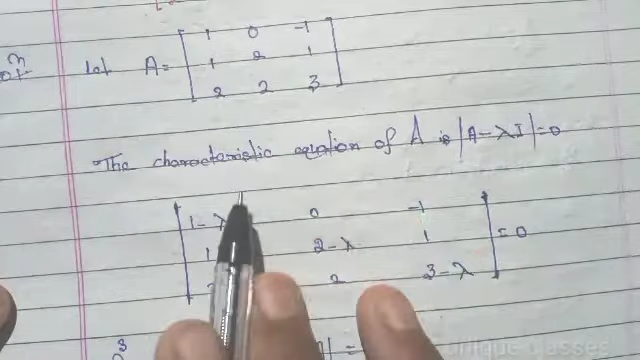 Let A = 1 0 -1
1 2 1
2 2 3
The characteristic equation of A is |A - λI| = 0
1 - λ 0 -1
1 2 - λ 1 = 0
2 3 - λ
3